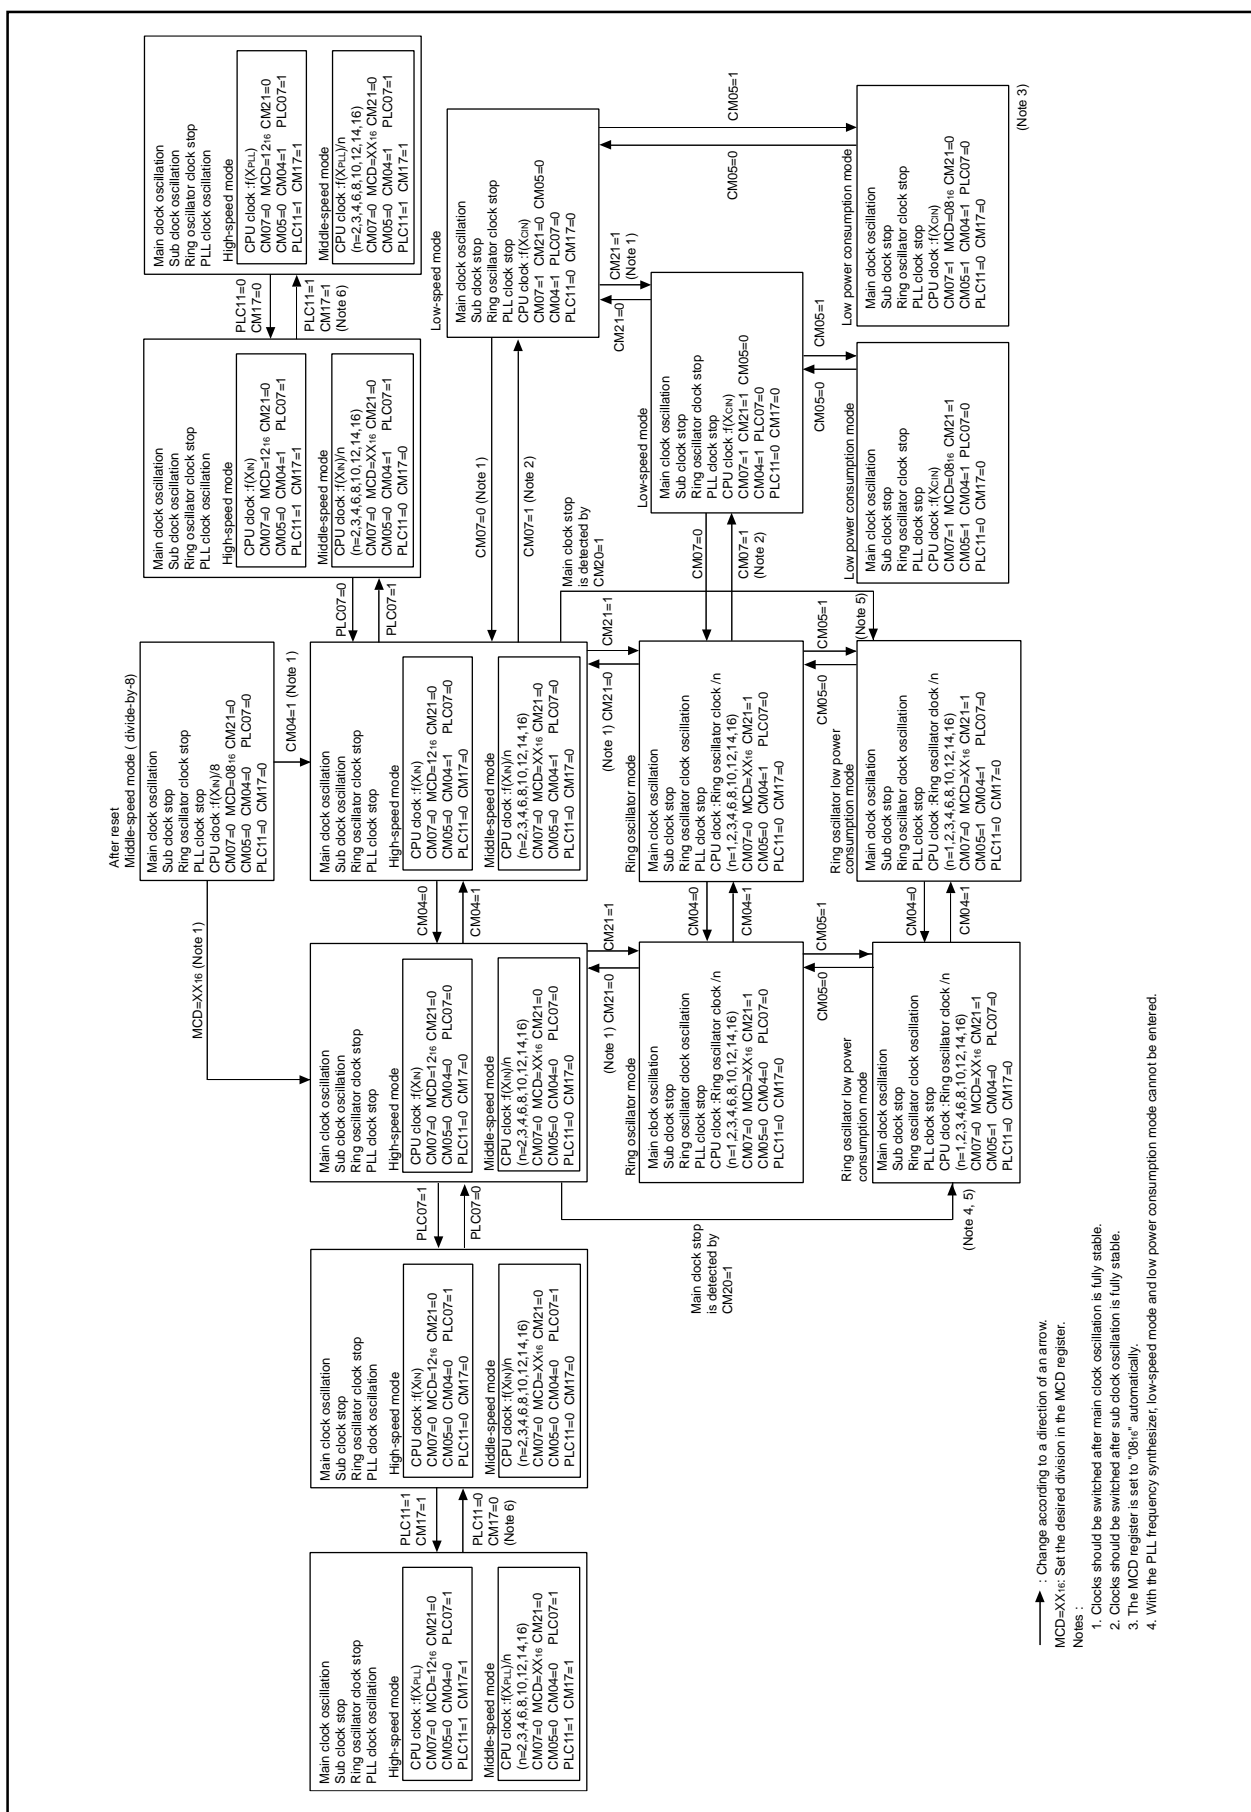 After reset
Middle-speed mode ( divide-by-8)
Main clock oscillation
Sub clock stop
Ring oscillator clock stop
PLL clock stop
CPU clock :f(XIN)/8
CM07=0 MCD=0816 CM21=0
CM05=0 CM04=0 PLC07=0
PLC11=0 CM17=0
MCD=XX16 (Note 1)
CM04=1 (Note 1)
Main clock oscillation
Sub clock oscillation
Ring oscillator clock stop
PLL clock oscillation
High-speed mode
CPU clock :f(XPLL)
CM07=0 MCD=1216 CM21=0
CM05=0 CM04=1 PLC07=1
PLC11=1 CM17=1
Middle-speed mode
CPU clock :f(XPLL)/n
(n=2,3,4,6,8,10,12,14,16)
CM07=0 MCD=XX16 CM21=0
CM05=0 CM04=1 PLC07=1
PLC11=1 CM17=1
PLC11=0
CM17=0
PLC11=1
CM17=1
(Note 6)
Main clock oscillation
Sub clock oscillation
Ring oscillator clock stop
PLL clock oscillation
High-speed mode
CPU clock :f(XIN)
CM07=0 MCD=1216 CM21=0
CM05=0 CM04=1 PLC07=1
PLC11=1 CM17=1
Middle-speed mode
CPU clock :f(XIN)/n
(n=2,3,4,6,8,10,12,14,16)
CM07=0 MCD=XX16 CM21=0
CM05=0 CM04=1 PLC07=1
PLC11=0 CM17=0
PLC07=0
PLC07=1
Main clock oscillation
Sub clock stop
Ring oscillator clock stop
PLL clock oscillation
High-speed mode
CPU clock :f(XPLL)
CM07=0 MCD=1216 CM21=0
CM05=0 CM04=0 PLC07=1
PLC11=1 CM17=1
Middle-speed mode
CPU clock :f(XPLL)/n
(n=2,3,4,6,8,10,12,14,16)
CM07=0 MCD=XX16 CM21=0
CM05=0 CM04=0 PLC07=1
PLC11=1 CM17=1
PLC11=1
CM17=1
PLC11=0
CM17=0
(Note 6)
Main clock oscillation
Sub clock stop
Ring oscillator clock stop
PLL clock oscillation
High-speed mode
CPU clock :f(XIN)
CM07=0 MCD=1216 CM21=0
CM05=0 CM04=0 PLC07=1
PLC11=0 CM17=0
Middle-speed mode
CPU clock :f(XIN)/n
(n=2,3,4,6,8,10,12,14,16)
CM07=0 MCD=XX16 CM21=0
CM05=0 CM04=0 PLC07=1
PLC11=0 CM17=0
PLC07=1
PLC07=0
Main clock oscillation
Sub clock oscillation
Ring oscillator clock stop
PLL clock stop
High-speed mode
CPU clock :f(XIN)
CM07=0 MCD=1216 CM21=0
CM05=0 CM04=0 PLC07=0
PLC11=0 CM17=0
Middle-speed mode
CPU clock :f(XIN)/n
(n=2,3,4,6,8,10,12,14,16)
CM07=0 MCD=XX16 CM21=0
CM05=0 CM04=0 PLC07=0
PLC11=0 CM17=0
CM04=0
CM04=1
Main clock oscillation
Sub clock oscillation
Ring oscillator clock stop
PLL clock stop
High-speed mode
CPU clock :f(XIN)
CM07=0 MCD=1216 CM21=0
CM05=0 CM04=1 PLC07=0
PLC11=0 CM17=0
Middle-speed mode
CPU clock :f(XIN)/n
(n=2,3,4,6,8,10,12,14,16)
CM07=0 MCD=XX16 CM21=0
CM05=0 CM04=1 PLC07=0
PLC11=0 CM17=0
CM07=0 (Note 1)
CM07=1 (Note 2)
Low-speed mode
Main clock oscillation
Sub clock stop
Ring oscillator clock stop
PLL clock stop
CPU clock :f(XCIN)
CM07=1 CM21=0 CM05=0
CM04=1 PLC07=0
PLC11=0 CM17=0
Main clock stop
is detected by
CM20=1
(Note 1) CM21=0
CM21=1
(Note 1) CM21=0
CM21=1
CM21=0
CM21=1
(Note 1)
CM05=0
CM05=1
Ring oscillator mode
Main clock oscillation
Sub clock stop
Ring oscillator clock oscillation
PLL clock stop
CPU clock :Ring oscillator clock /n
(n=1,2,3,4,6,8,10,12,14,16)
CM07=0 MCD=XX16 CM21=1
CM05=0 CM04=0 PLC07=0
PLC11=0 CM17=0
CM04=0
CM04=1
Ring oscillator mode
Main clock oscillation
Sub clock stop
Ring oscillator clock oscillation
PLL clock stop
CPU clock :Ring oscillator clock /n
(n=1,2,3,4,6,8,10,12,14,16)
CM07=0 MCD=XX16 CM21=1
CM05=0 CM04=1 PLC07=0
PLC11=0 CM17=0
CM07=0
CM07=1
(Note 2)
Low-speed mode
Main clock oscillation
Sub clock stop
Ring oscillator clock stop
PLL clock stop
CPU clock :f(XCIN)
CM07=1 CM21=1 CM05=0
CM04=1 PLC07=0
PLC11=0 CM17=0
Main clock stop
is detected by
CM20=1
CM05=0
CM05=1
CM05=0
CM05=1
(Note 5)
CM05=0
CM05=1
(Note 4, 5)
Ring oscillator low power
consumption mode
Main clock oscillation
Sub clock stop
Ring oscillator clock oscillation
PLL clock stop
CPU clock :Ring oscillator clock /n
(n=1,2,3,4,6,8,10,12,14,16)
CM07=0 MCD=XX16 CM21=1
CM05=1 CM04=0 PLC07=0
PLC11=0 CM17=0
CM04=0
CM04=1
Ring oscillator low power
consumption mode
Main clock oscillation
Sub clock stop
Ring oscillator clock oscillation
PLL clock stop
CPU clock :Ring oscillator clock /n
(n=1,2,3,4,6,8,10,12,14,16)
CM07=0 MCD=XX16 CM21=1
CM05=1 CM04=1 PLC07=0
PLC11=0 CM17=0
Low power consumption mode
Main clock oscillation
Sub clock stop
Ring oscillator clock stop
PLL clock stop
CPU clock :f(XCIN)
CM07=1 MCD=0816 CM21=1
CM05=1 CM04=1 PLC07=0
PLC11=0 CM17=0
Low power consumption mode
Main clock oscillation
Sub clock stop
Ring oscillator clock stop
PLL clock stop
CPU clock :f(XCIN)
CM07=1 MCD=0816 CM21=0
CM05=1 CM04=1 PLC07=0
PLC11=0 CM17=0
(Note 3)
: Change according to a direction of an arrow.
MCD=XX16: Set the desired division in the MCD register.
Notes :
1. Clocks should be switched after main clock oscillation is fully stable.
2. Clocks should be switched after sub clock oscillation is fully stable.
3. The MCD register is set to "0816" automatically.
4. With the PLL frequency synthesizer, low-speed mode and low power consumption mode cannot be entered.